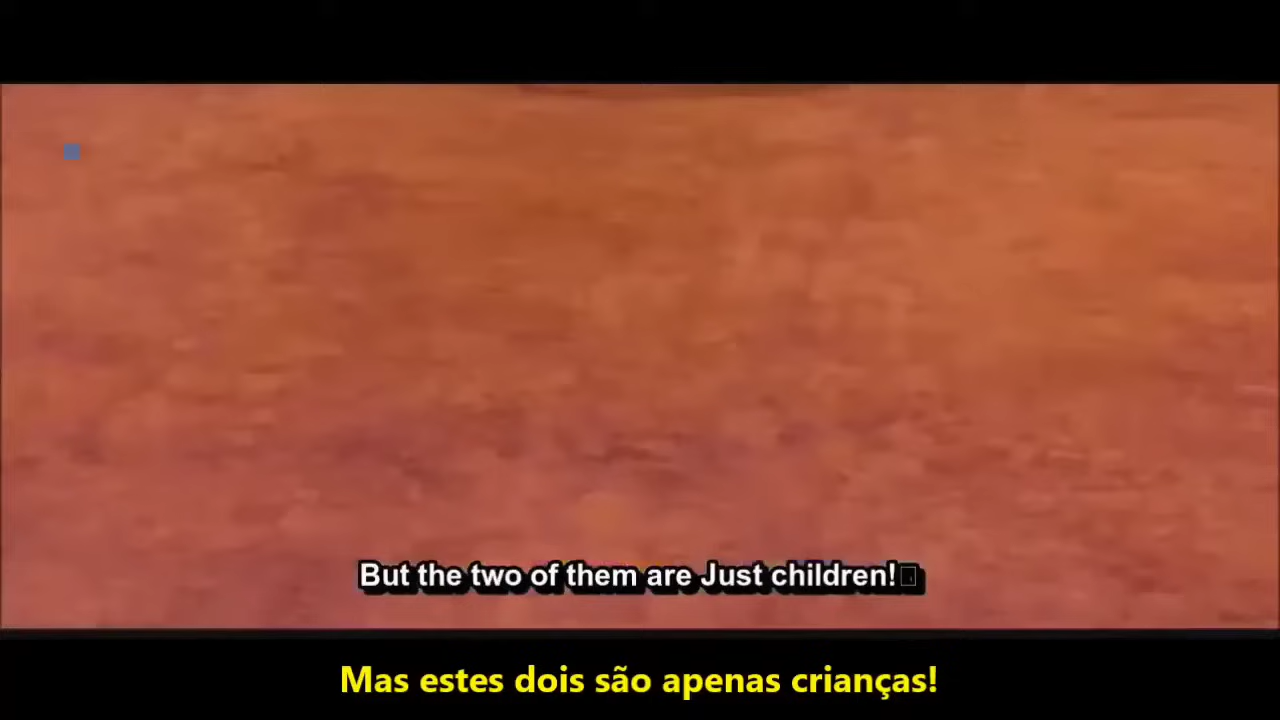 But the two of them are Just children!
Mas estes dois são apenas crianças!